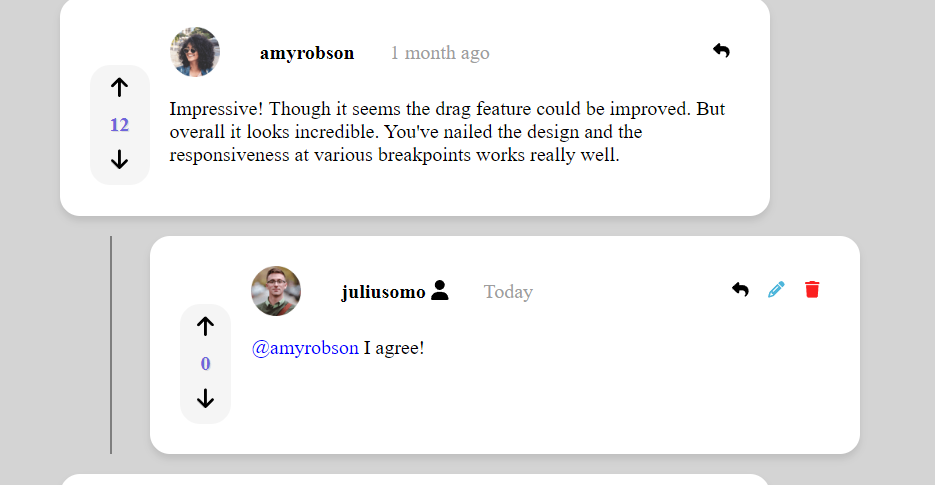 amyrobson 1 month ago
12
Impressive! Though it seems the drag feature could be improved. But
overall it looks incredible. You've nailed the design and the
responsiveness at various breakpoints works really well.
juliusomo Today
0
@amyrobson I agree!